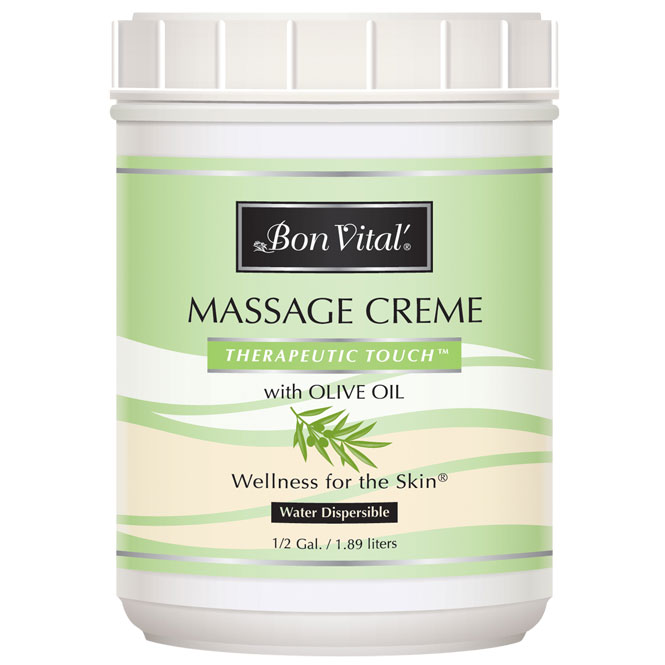 Bon Vital´®
MASSAGE CREME
THERAPEUTIC TOUCH™
with OLIVE OIL
Wellness for the Skin®
Water Dispersible
1/2 Gal. / 1.89 liters